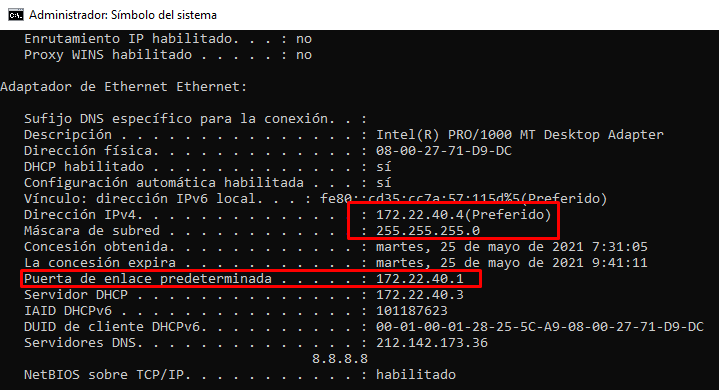 Administrador: Símbolo del sistema
Enrutamiento IP habilitado. . . : no
Proxy WINS habilitado . . . . . : no
Adaptador de Ethernet Ethernet:
Sufijo DNS específico para la conexión. . :
Descripción . . . . . . . . . . . . . . . : Intel(R) PRO/1000 MT Desktop Adapter
Dirección física. . . . . . . . . . . . . : 08-00-27-71-D9-DC
DHCP habilitado . . . . . . . . . . . . . : sí
Configuración automática habilitada . . . : sí
Vínculo: dirección IPv6 local. . . : fe80::cd35:cc7a:57:115d%5(Preferido)
Dirección IPv4. . . . . . . . . . . . . . : 172.22.40.4(Preferido)
Máscara de subred . . . . . . . . . . . . : 255.255.255.0
Concesión obtenida. . . . . . . . . . . . : martes, 25 de mayo de 2021 7:31:05
La concesión expira . . . . . . . . . . . : martes, 25 de mayo de 2021 9:41:11
Puerta de enlace predeterminada . . . . . : 172.22.40.1
Servidor DHCP . . . . . . . . . . . . . . : 172.22.40.3
IAID DHCPv6 . . . . . . . . . . . . . . . : 101187623
DUID de cliente DHCPv6. . . . . . . . . . : 00-01-00-01-28-25-5C-A9-08-00-27-71-D9-DC
Servidores DNS. . . . . . . . . . . . . . : 212.142.173.36
8.8.8.8
NetBIOS sobre TCP/IP. . . . . . . . . . . : habilitado